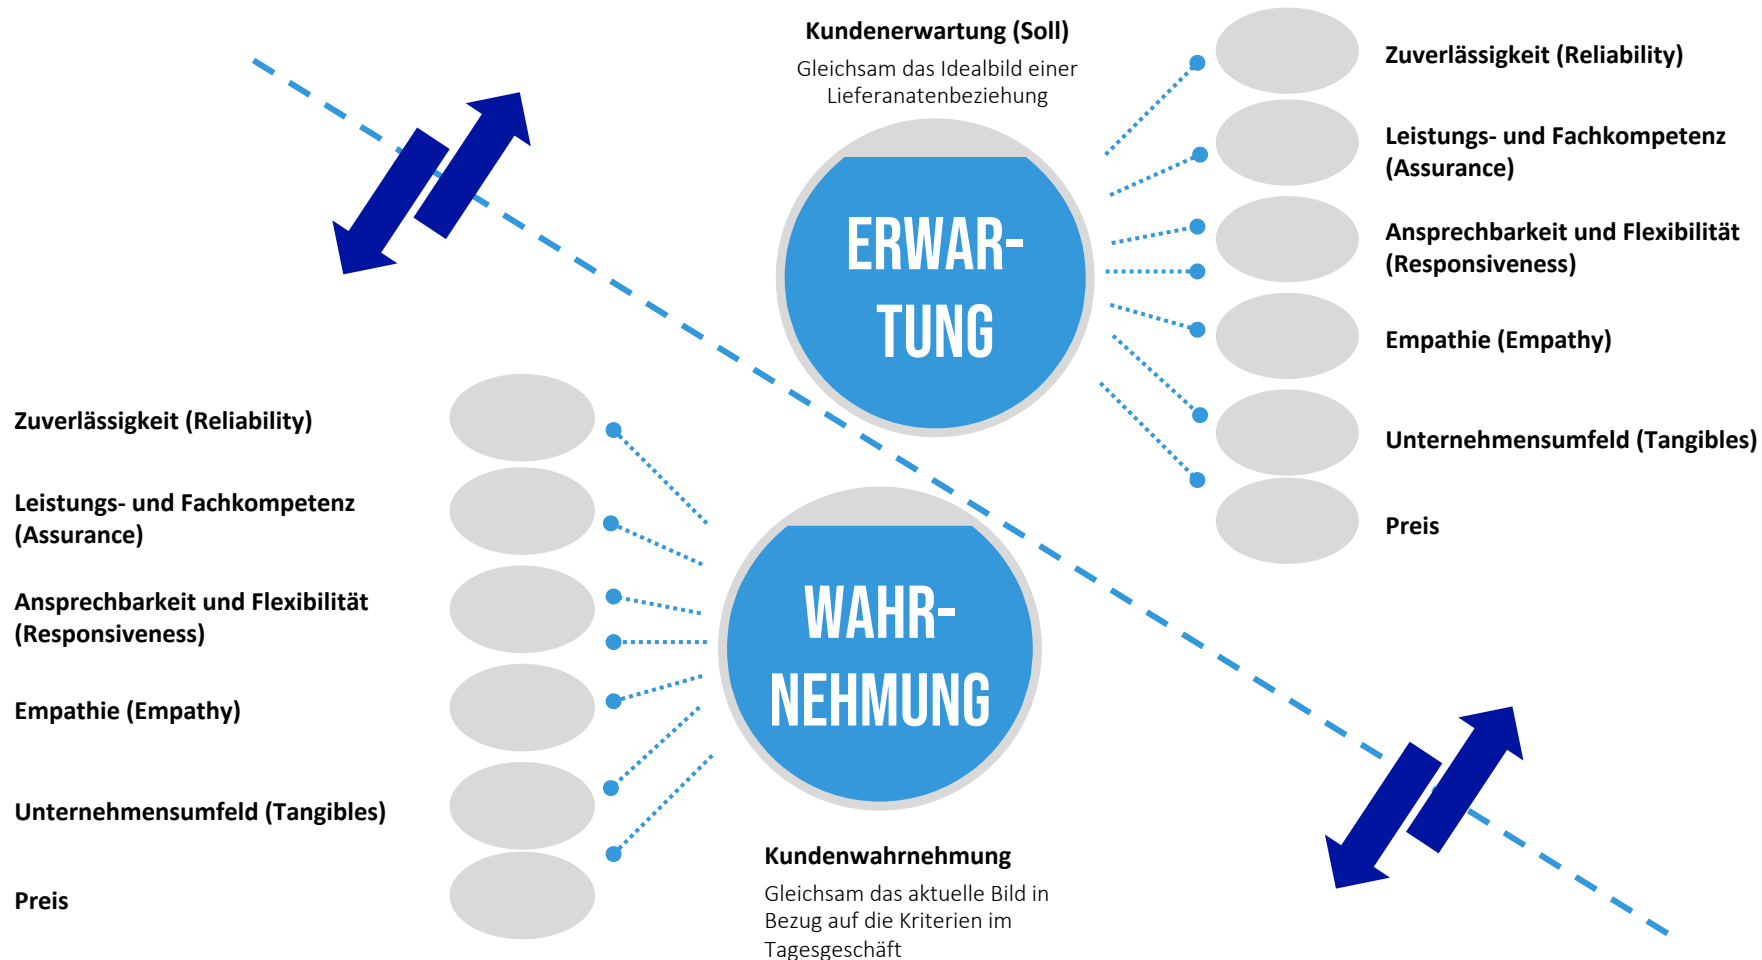 Kundenerwartung (Soll)
Gleichsam das Idealbild einer
Lieferanatenbeziehung
ERWAR-
TUNG
Zuverlässigkeit (Reliability)
Leistungs- und Fachkompetenz
(Assurance)
Ansprechbarkeit und Flexibilität
(Responsiveness)
Empathie (Empathy)
Unternehmensumfeld (Tangibles)
Preis
Zuverlässigkeit (Reliability)
Leistungs- und Fachkompetenz
(Assurance)
Ansprechbarkeit und Flexibilität
(Responsiveness)
Empathie (Empathy)
Unternehmensumfeld (Tangibles)
Preis
WAHR-
NEHMUNG
Kundenwahrnehmung
Gleichsam das aktuelle Bild in
Bezug auf die Kriterien im
Tagesgeschäft